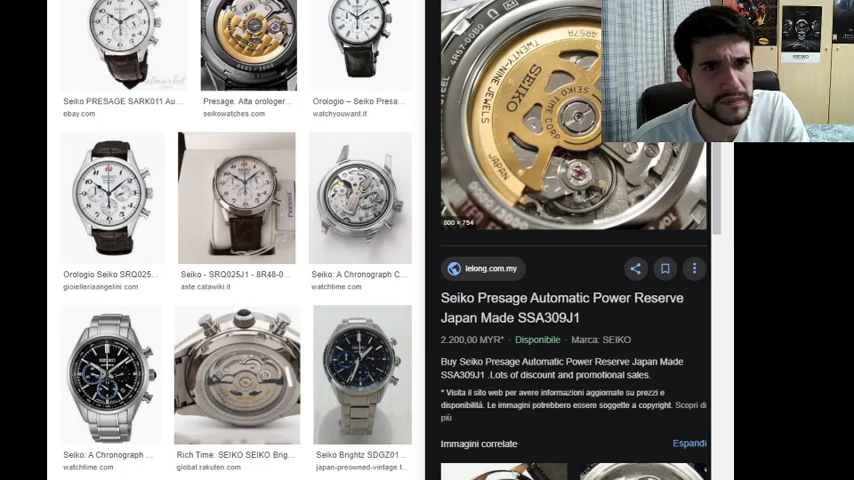 Seiko PRESAGE SARK011 Au...
ebay.com
Presage. Alta orologer...
seikowatches.com
Orologio – Seiko Presa...
watchyouwant.it
Orologio Seiko SRQ025...
gioielleriaangelini.com
Seiko - SRQ025J1 - 8R48-0...
aste.catawiki.it
Seiko: A Chronograph C...
watchtime.com
Seiko: A Chronograph ...
watchtime.com
Rich Time: SEIKO SEIKO Brig...
global.rakuten.com
Seiko Brightz SDGZ01...
japan-preowned-vintage.t...
4R57-00B0
4R57A
TWENTY-NINE JEWELS
SEIKO
SEIKO TIME CORP.
JAPAN
800 × 754
lelong.com.my
Seiko Presage Automatic Power Reserve
Japan Made SSA309J1
2.200,00 MYR* · Disponibile · Marca: SEIKO
Buy Seiko Presage Automatic Power Reserve Japan Made
SSA309J1 .Lots of discount and promotional sales.
* Visita il sito web per avere informazioni aggiornate su prezzi e
disponibilità. Le immagini potrebbero essere soggette a copyright. Scopri di
più
Immagini correlate
Espandi